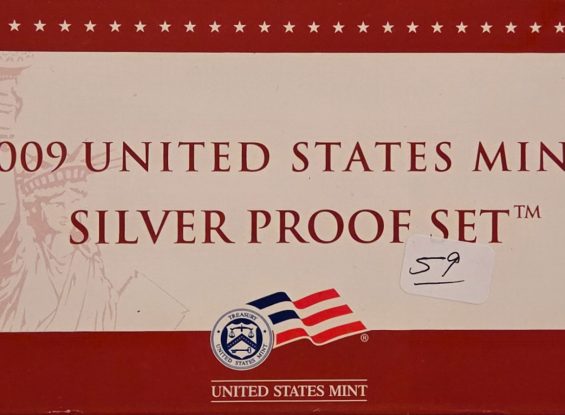 009 UNITED STATES MIN
SILVER PROOF SET™
59
TREASURY
UNITED STATES MINT
®
UNITED STATES MINT